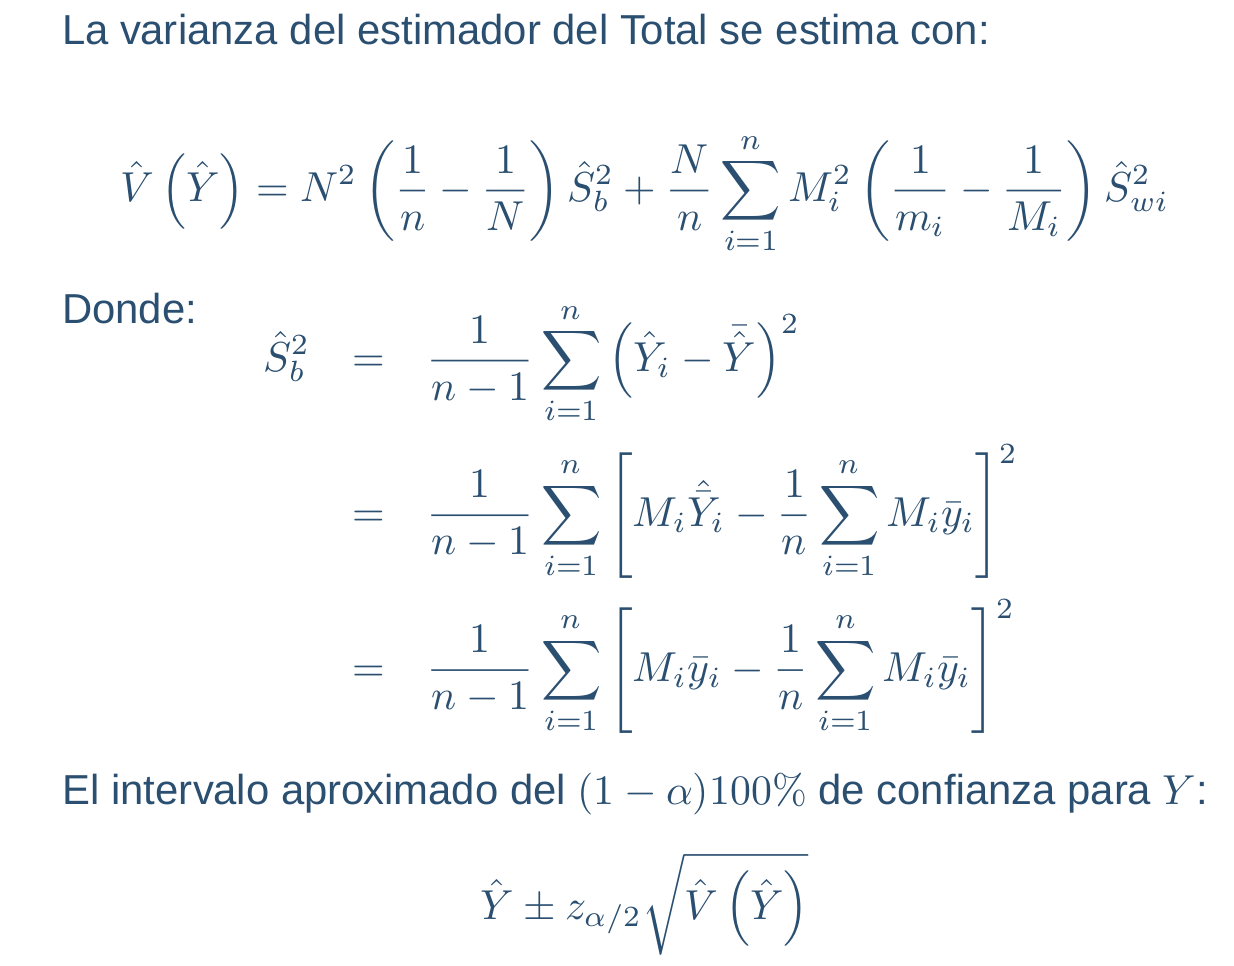 La varianza del estimador del Total se estima con:
$\hat{V}\left(\hat{Y}\right) = N^2\left(\frac{1}{n} - \frac{1}{N}\right)\hat{S}_b^2 + \frac{N}{n}\sum_{i=1}^{n} M_i^2\left(\frac{1}{m_i} - \frac{1}{M_i}\right)\hat{S}_{wi}^2$
Donde:
$\hat{S}_b^2 = \frac{1}{n-1}\sum_{i=1}^{n}\left(\hat{Y}_i - \bar{\hat{Y}}\right)^2$
$= \frac{1}{n-1}\sum_{i=1}^{n}\left[M_i\hat{\bar{Y}}_i - \frac{1}{n}\sum_{i=1}^{n} M_i\bar{y}_i\right]^2$
$= \frac{1}{n-1}\sum_{i=1}^{n}\left[M_i\bar{y}_i - \frac{1}{n}\sum_{i=1}^{n} M_i\bar{y}_i\right]^2$
El intervalo aproximado del $(1-\alpha)100\%$ de confianza para $Y$:
$\hat{Y} \pm z_{\alpha/2}\sqrt{\hat{V}\left(\hat{Y}\right)}$